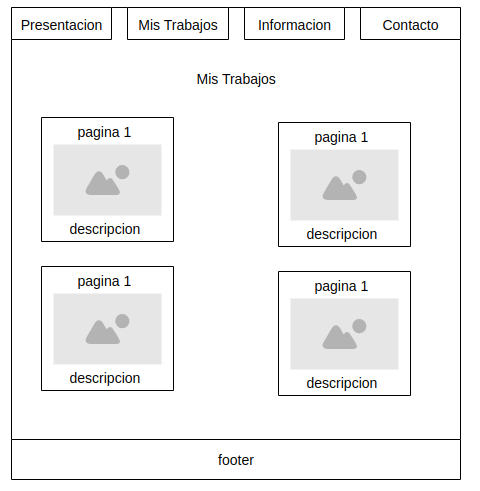 Presentacion
Mis Trabajos
Informacion
Contacto
Mis Trabajos
pagina 1
descripcion
pagina 1
descripcion
pagina 1
descripcion
pagina 1
descripcion
footer